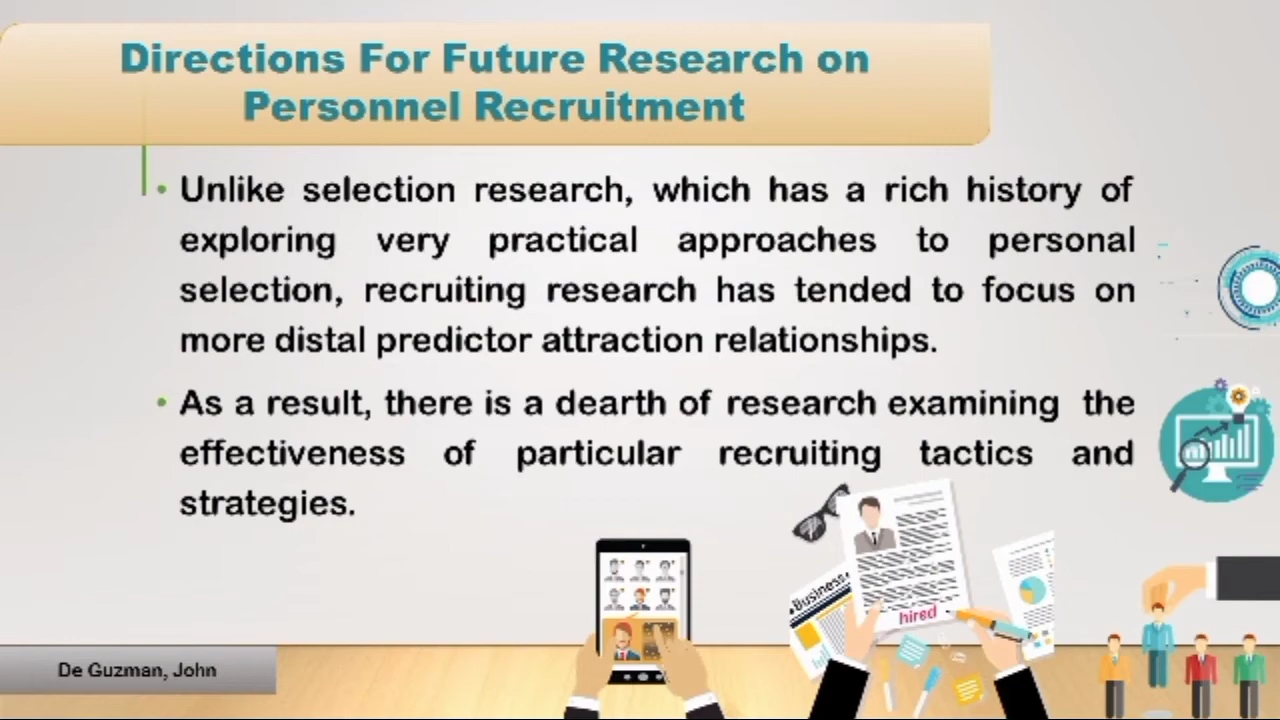 Directions For Future Research on
Personnel Recruitment
• Unlike selection research, which has a rich history of
exploring very practical approaches to personal
selection, recruiting research has tended to focus on
more distal predictor attraction relationships.
• As a result, there is a dearth of research examining the
effectiveness of particular recruiting tactics and
strategies.
Business
hired
De Guzman, John